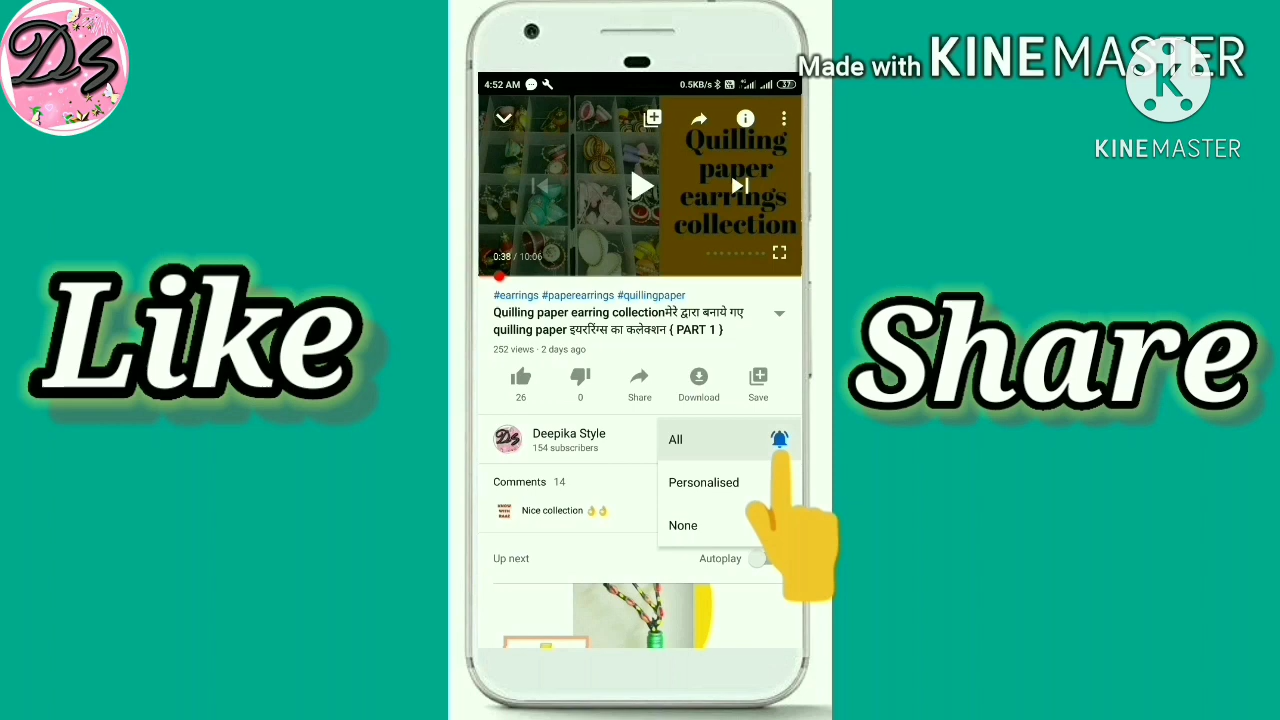 Ds
Made with KINEMASTER
K
KINEMASTER
4:52 AM
0.5KB/s
4G
37
Quilling
paper
earrings
collection
0:38 / 10:06
#earrings #paperearrings #quillingpaper
Quilling paper earring collectionमेरे द्वारा बनाये गए
quilling paper इयररिंग्स का कलेक्शन { PART 1 }
252 views · 2 days ago
26
0
Share
Download
Save
Like
Share
Ds
Deepika Style
154 subscribers
All
Personalised
None
Comments 14
Nice collection 👌👌
Up next
Autoplay